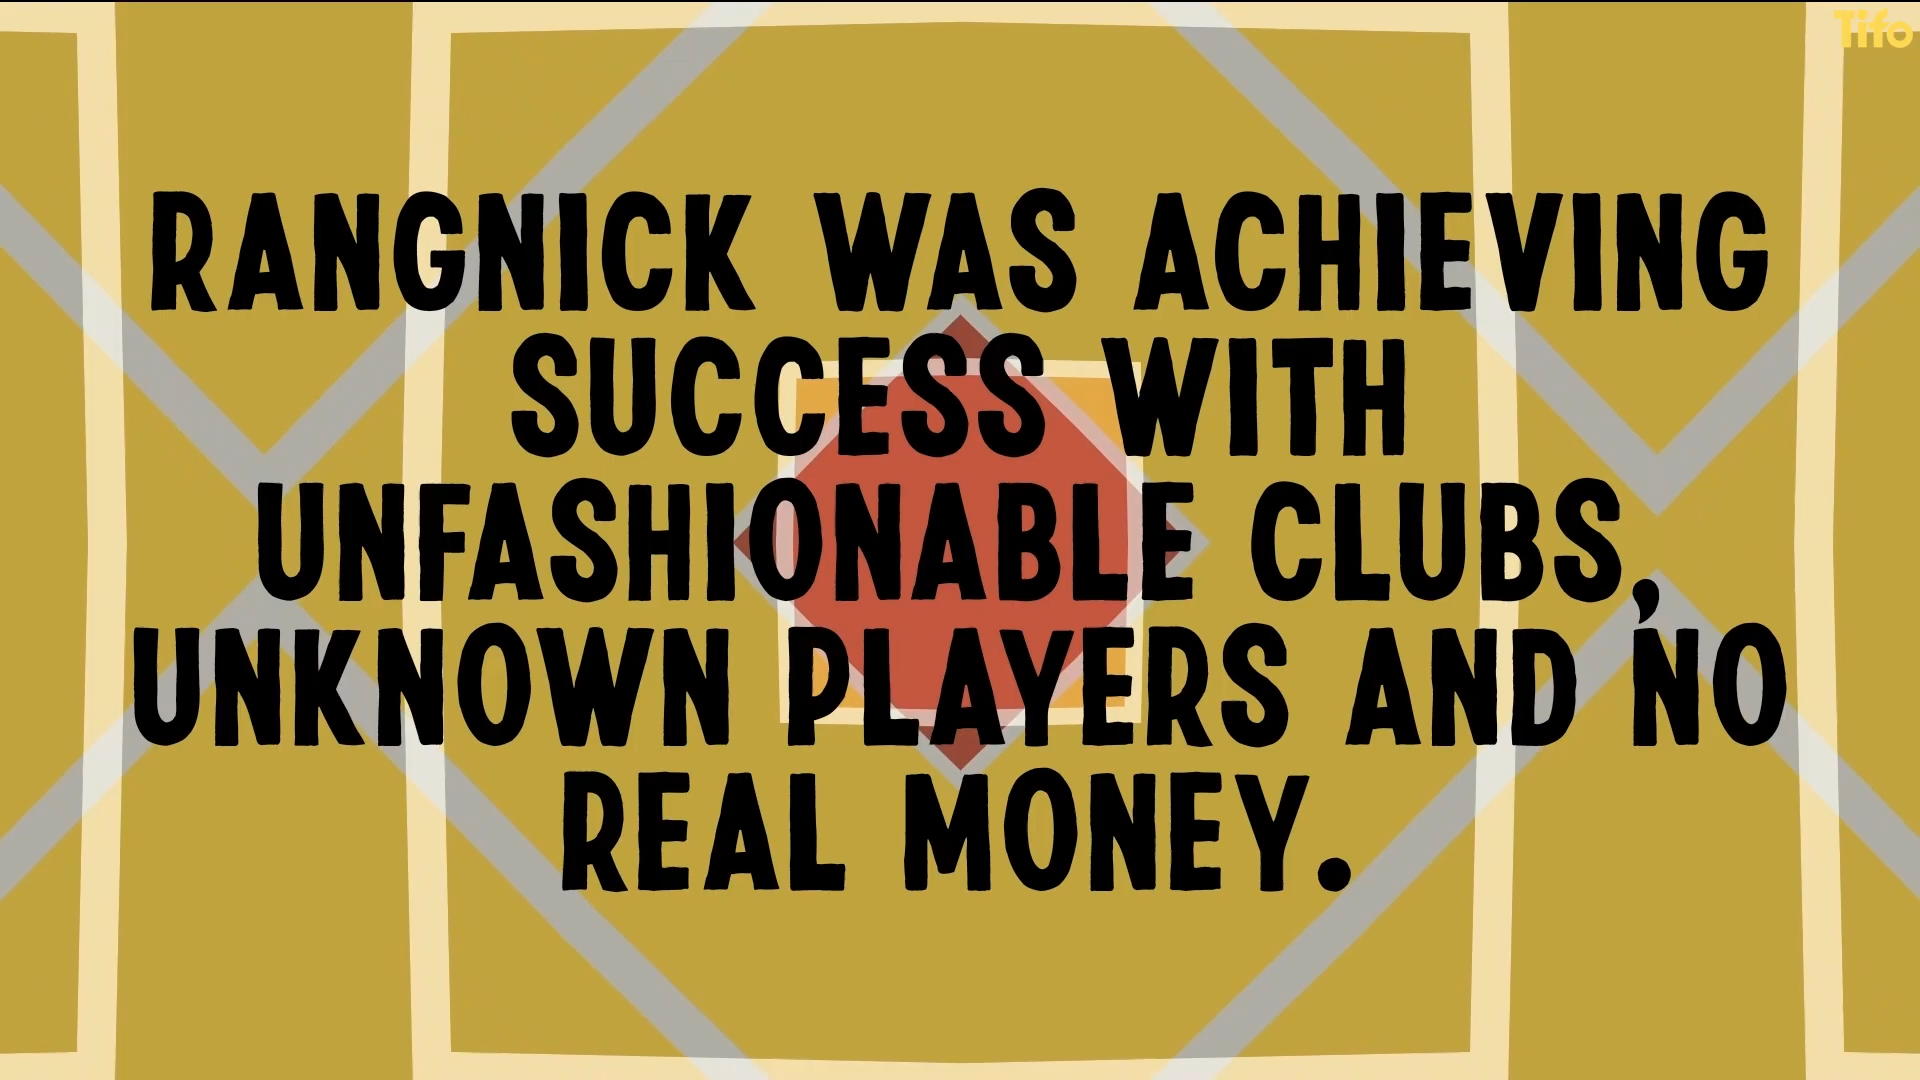 Tifo
RANGNICK WAS ACHIEVING
SUCCESS WITH
UNFASHIONABLE CLUBS,
UNKNOWN PLAYERS AND NO
REAL MONEY.